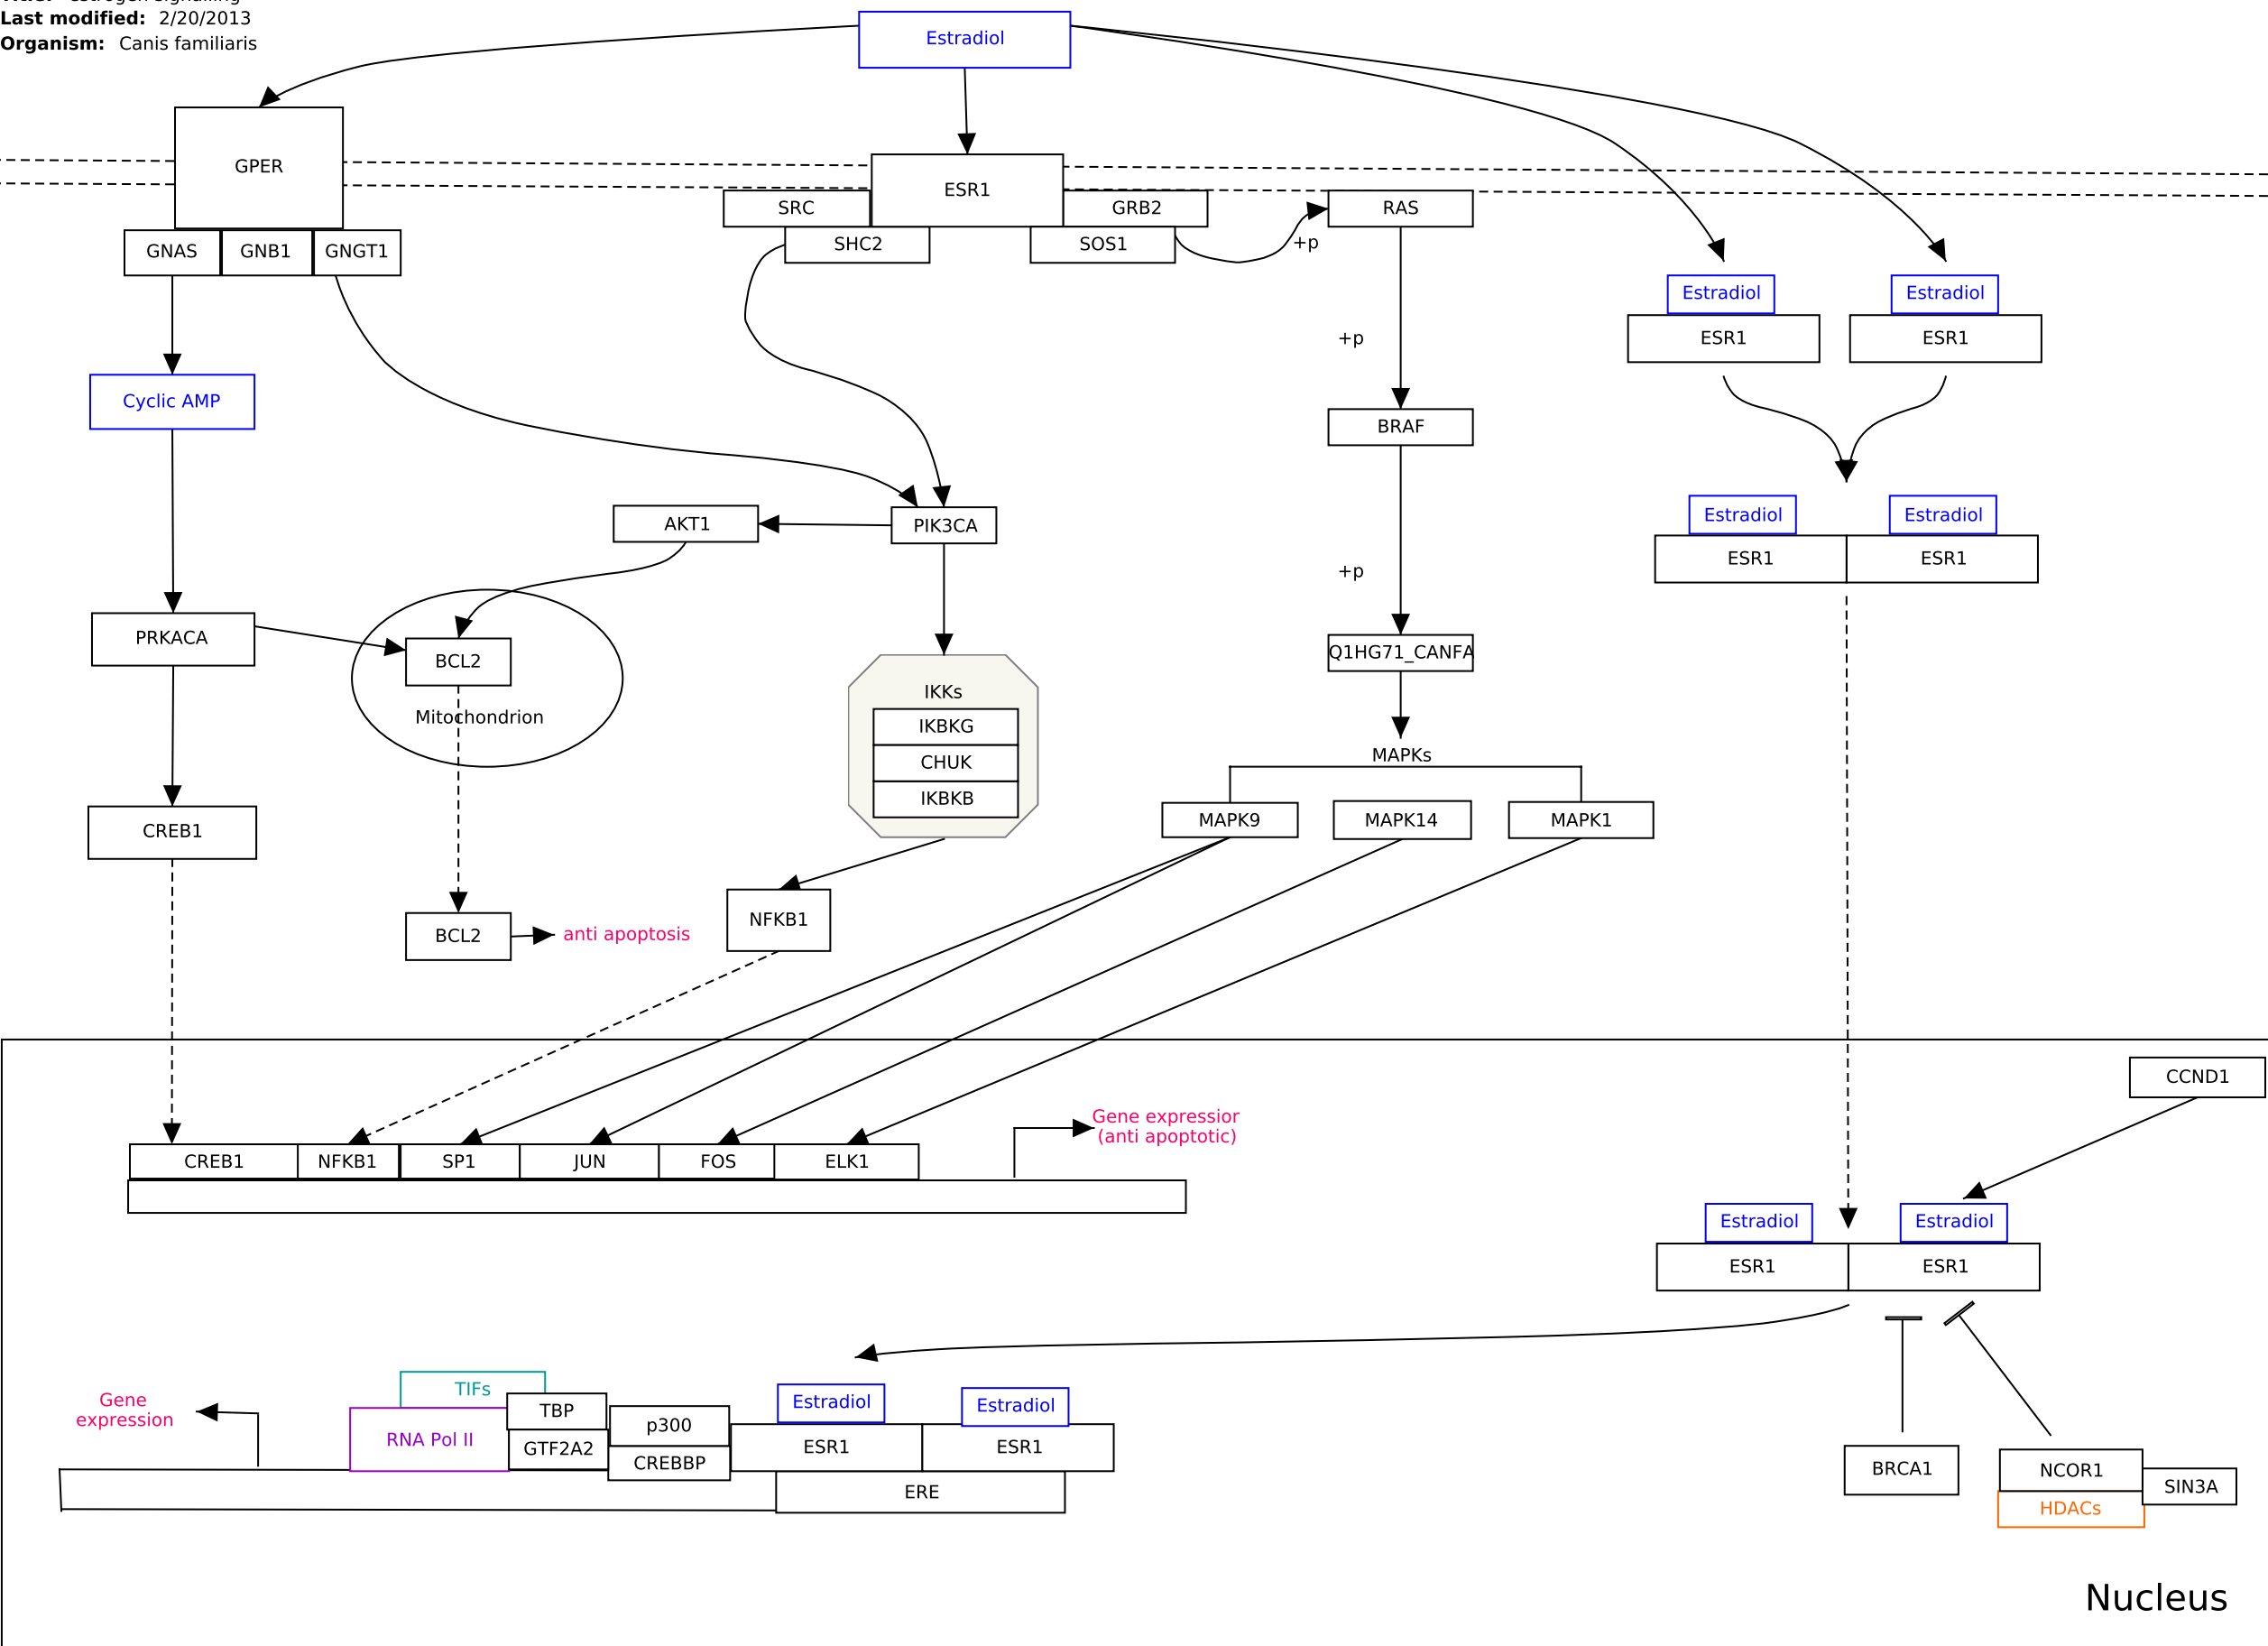 Last modified: 2/20/2013
Organism: Canis familiaris
Estradiol
GPER
ESR1
SRC
GRB2
RAS
SHC2
SOS1
+p
GNAS
GNB1
GNGT1
Estradiol
Estradiol
ESR1
ESR1
+p
Cyclic AMP
BRAF
AKT1
PIK3CA
Estradiol
Estradiol
ESR1
ESR1
+p
PRKACA
BCL2
Mitochondrion
Q1HG71_CANFA
IKKs
IKBKG
CHUK
IKBKB
MAPKs
MAPK9
MAPK14
MAPK1
CREB1
NFKB1
BCL2
anti apoptosis
CCND1
Gene expression
(anti apoptotic)
CREB1
NFKB1
SP1
JUN
FOS
ELK1
Estradiol
Estradiol
ESR1
ESR1
Gene
expression
TIFs
RNA Pol II
TBP
GTF2A2
p300
CREBBP
Estradiol
Estradiol
ESR1
ESR1
ERE
BRCA1
NCOR1
SIN3A
HDACs
Nucleus